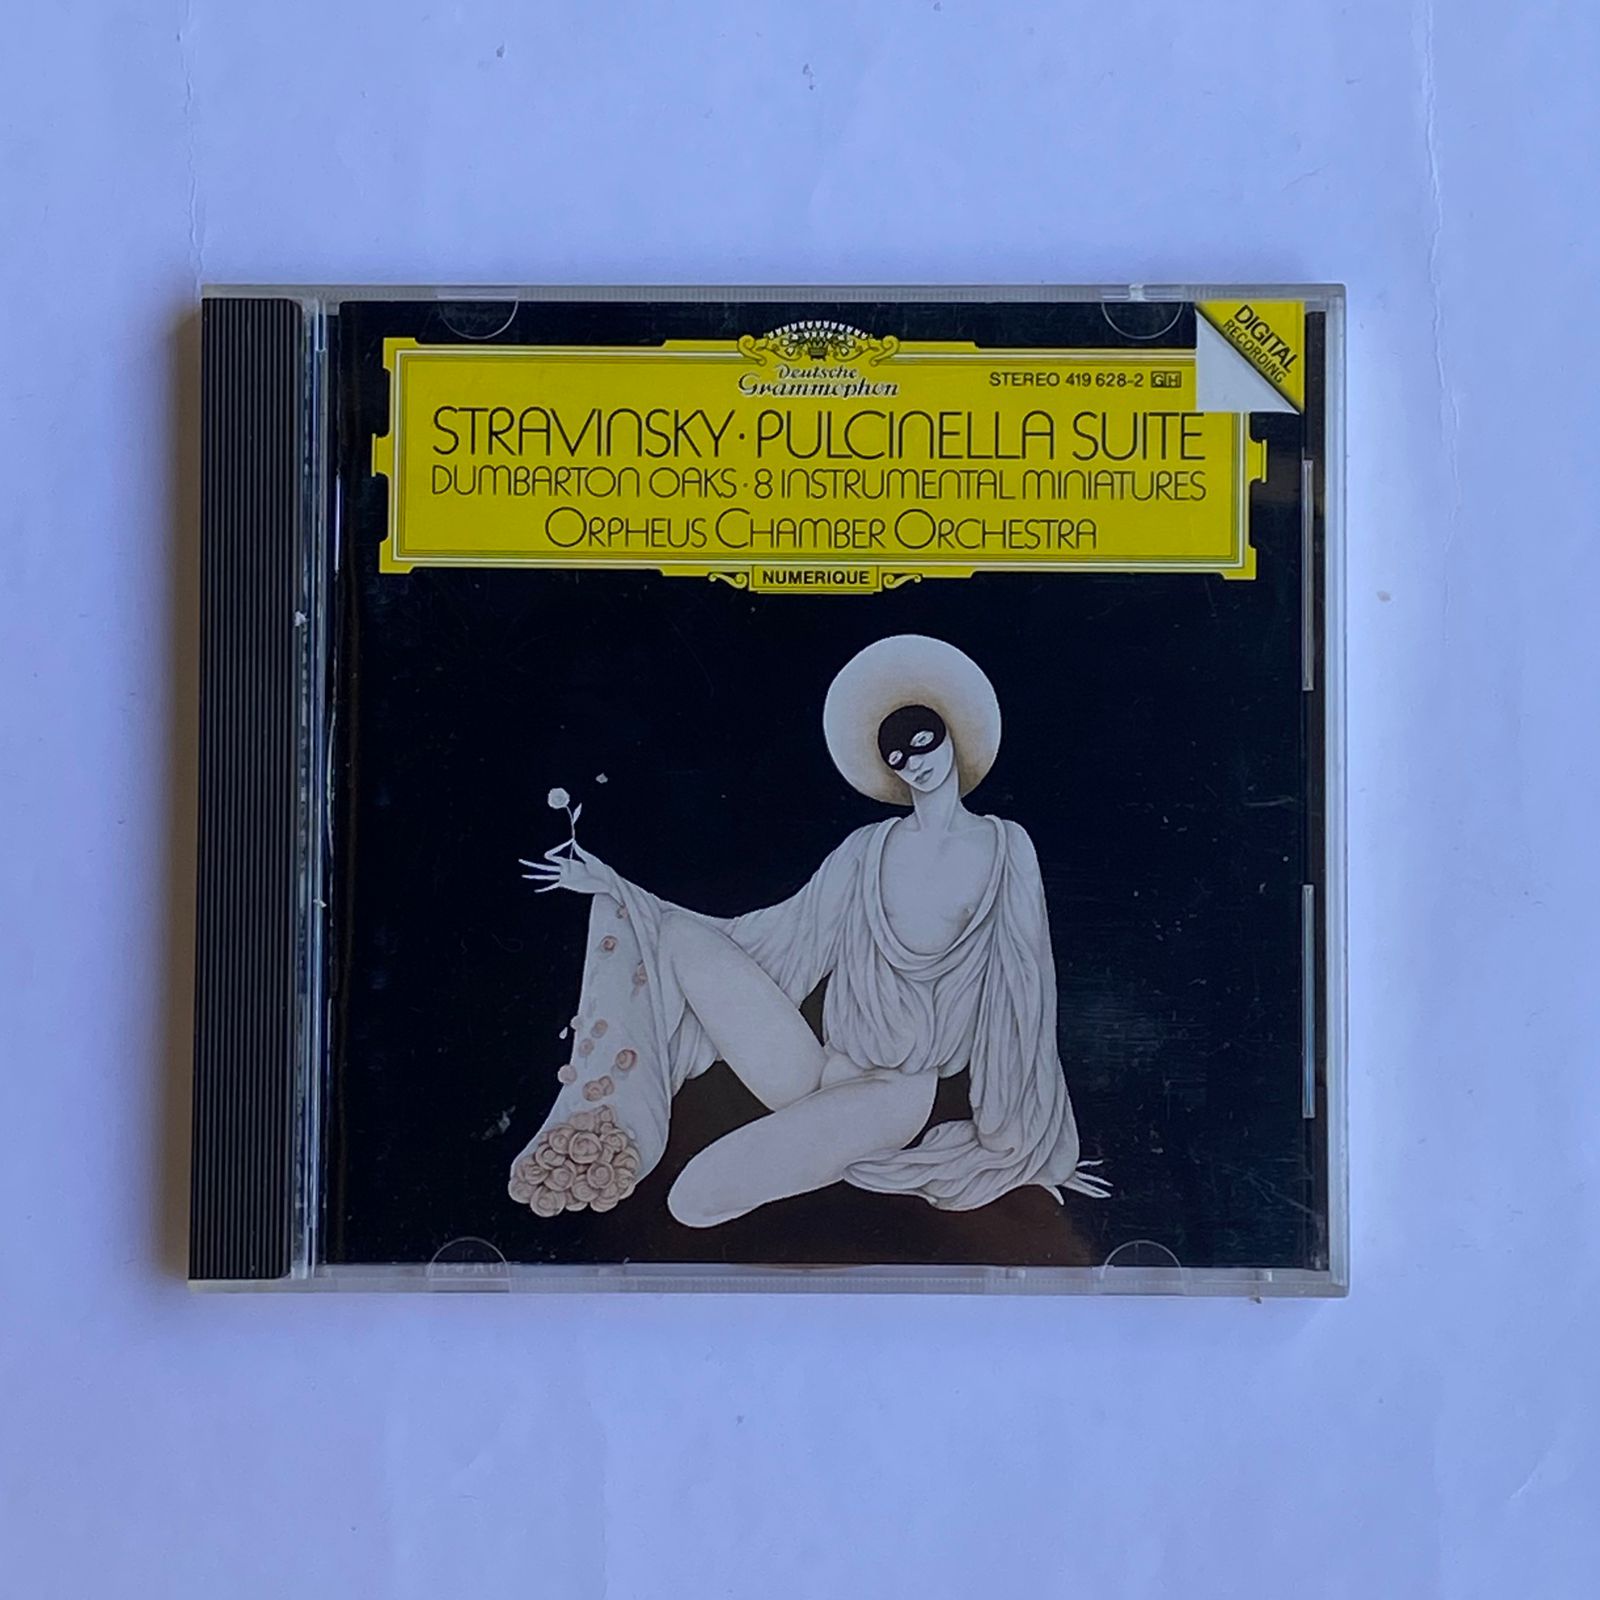 DIGITAL
RECORDING
Deutsche
Grammophon
STEREO 419 628-2 GH
STRAVINSKY · PULCINELLA SUITE
DUMBARTON OAKS · 8 INSTRUMENTAL MINIATURES
ORPHEUS CHAMBER ORCHESTRA
NUMERIQUE